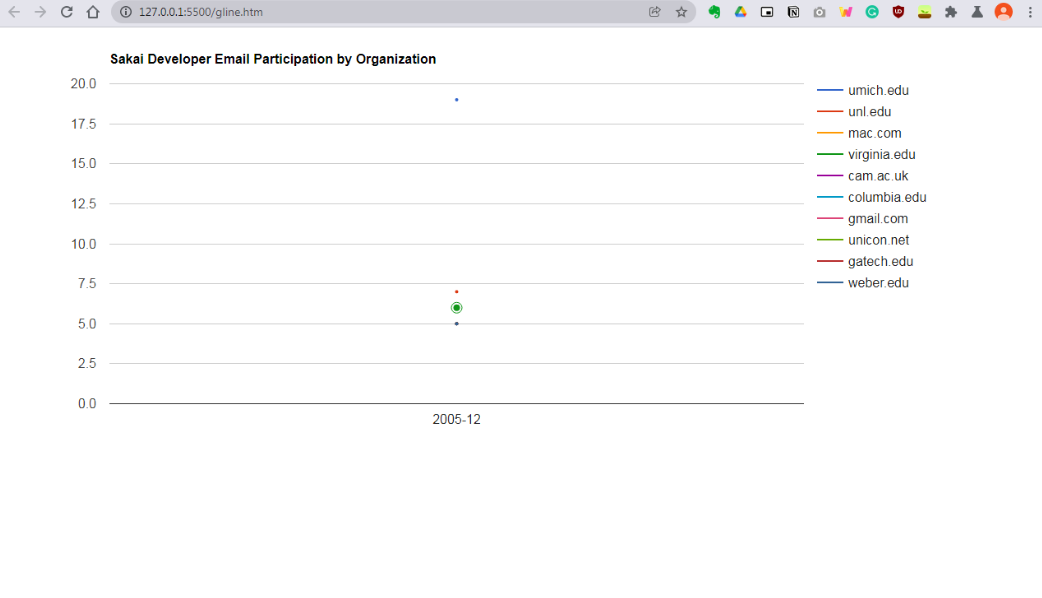 127.0.0.1:5500/gline.htm
Sakai Developer Email Participation by Organization
20.0
17.5
15.0
12.5
10.0
7.5
5.0
2.5
0.0
2005-12
umich.edu
unl.edu
mac.com
virginia.edu
cam.ac.uk
columbia.edu
gmail.com
unicon.net
gatech.edu
weber.edu